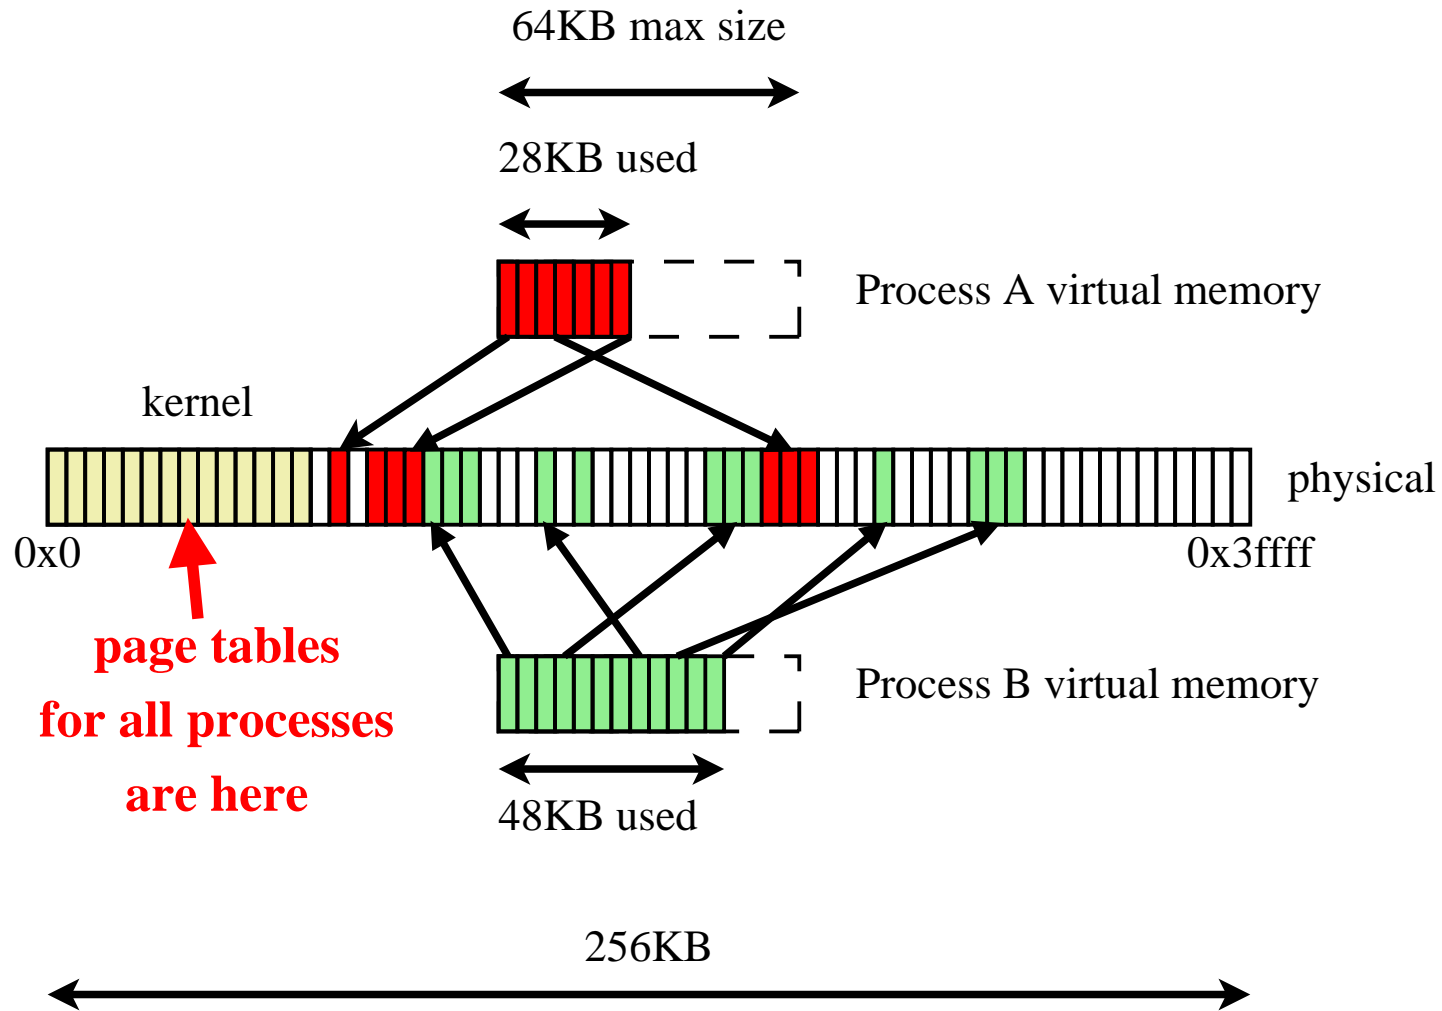 64KB max size
28KB used
Process A virtual memory
kernel
physical
0x0
0x3ffff
page tables
for all processes
are here
Process B virtual memory
48KB used
256KB